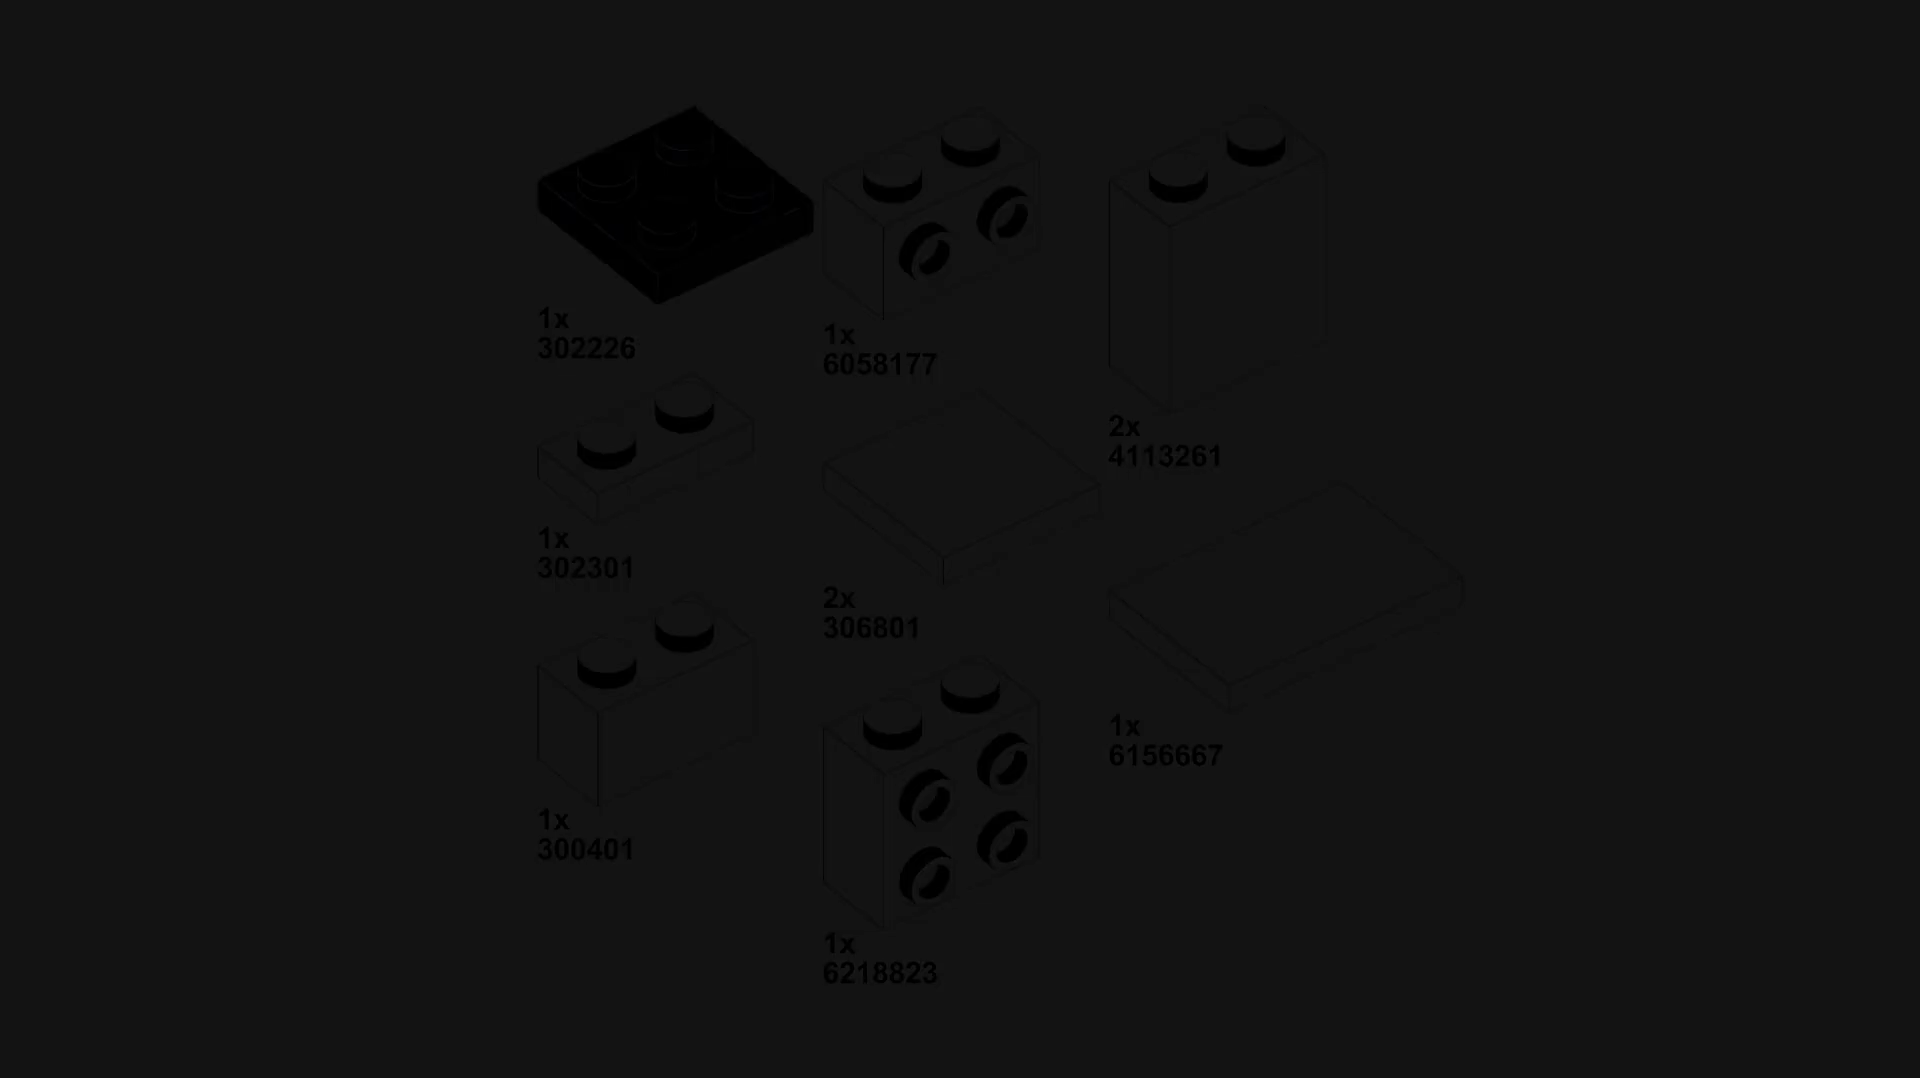 1x
302226
1x
6058177
2x
4113261
1x
302301
2x
306801
1x
6156667
1x
300401
1x
6218823